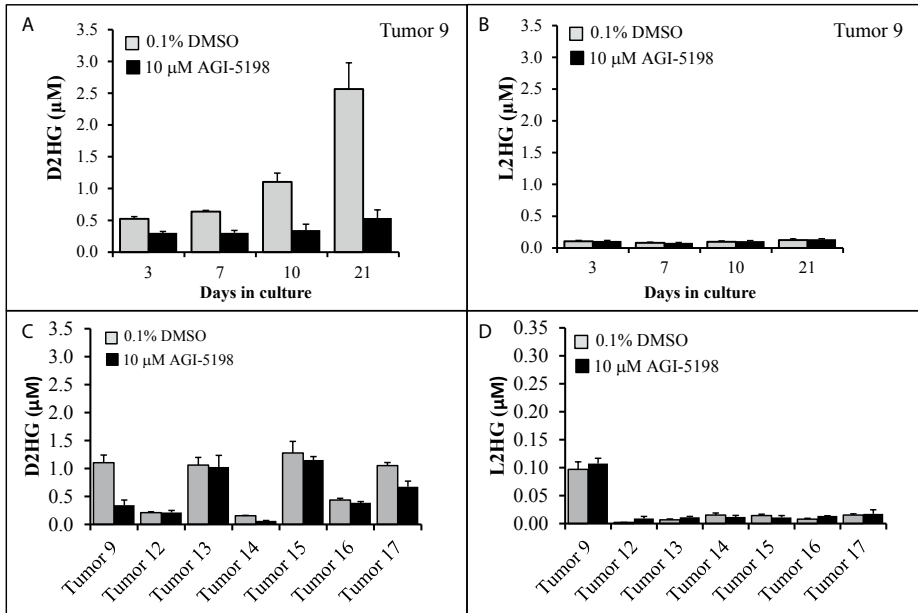 A
Tumor 9
0.1% DMSO
10 μM AGI-5198
D2HG (μM)
3.5
3.0
2.5
2.0
1.5
1.0
0.5
0.0
3 7 10 21
Days in culture
B
Tumor 9
0.1% DMSO
10 μM AGI-5198
L2HG (μM)
3.5
3.0
2.5
2.0
1.5
1.0
0.5
0.0
3 7 10 21
Days in culture
C
0.1% DMSO
10 μM AGI-5198
D2HG (μM)
3.5
3.0
2.5
2.0
1.5
1.0
0.5
0.0
Tumor 9
Tumor 12
Tumor 13
Tumor 14
Tumor 15
Tumor 16
Tumor 17
D
0.1% DMSO
10 μM AGI-5198
L2HG (μM)
0.35
0.30
0.25
0.20
0.15
0.10
0.05
0.00
Tumor 9
Tumor 12
Tumor 13
Tumor 14
Tumor 15
Tumor 16
Tumor 17